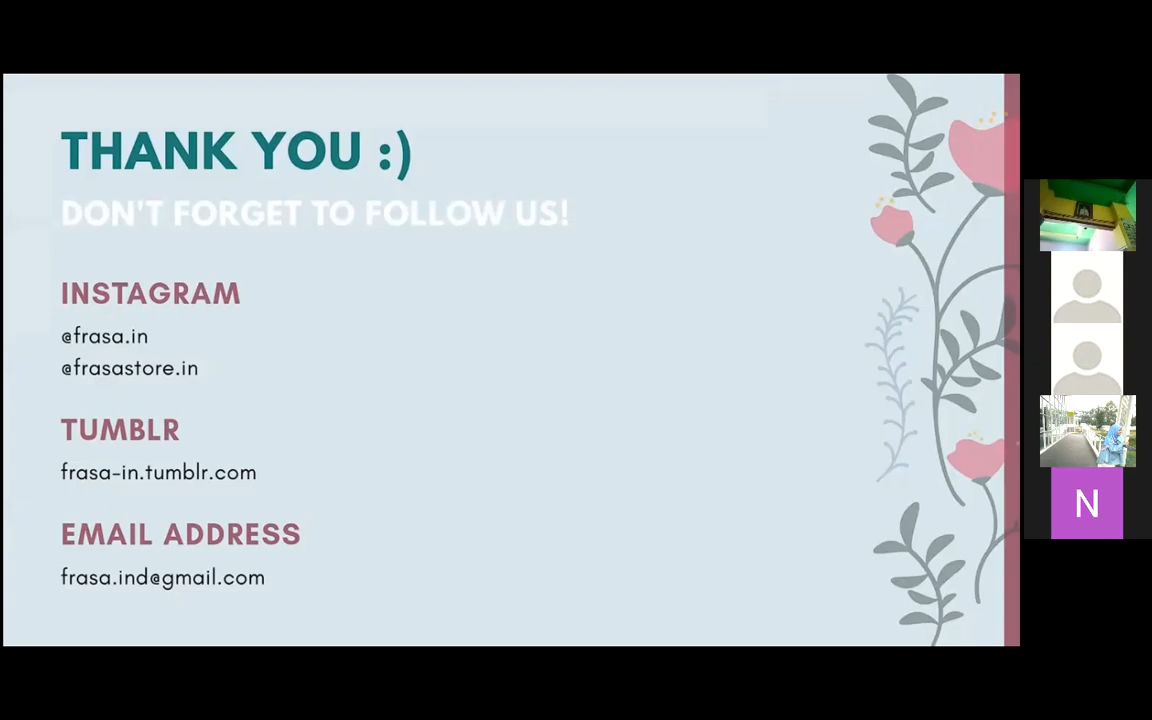 THANK YOU :)
DON'T FORGET TO FOLLOW US!
INSTAGRAM
@frasa.in
@frasastore.in
TUMBLR
frasa-in.tumblr.com
EMAIL ADDRESS
frasa.ind@gmail.com
N